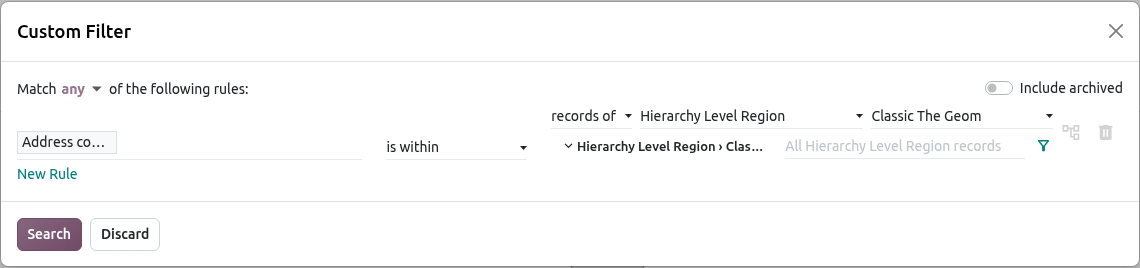 Custom Filter
Match any of the following rules:
Include archived
records of Hierarchy Level Region Classic The Geom
Address co... is within Hierarchy Level Region › Clas... All Hierarchy Level Region records
New Rule
Search Discard